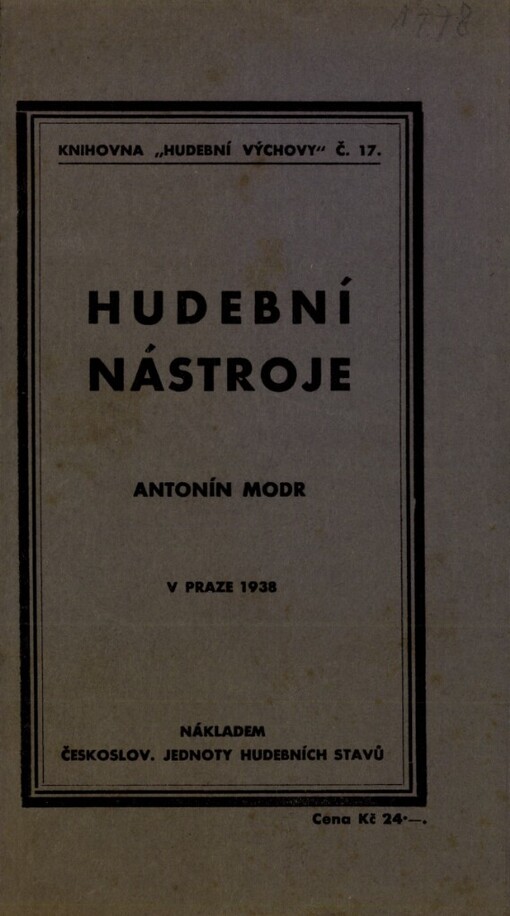 KNIHOVNA „HUDEBNÍ VÝCHOVY“ Č. 17.
HUDEBNÍ
NÁSTROJE
ANTONÍN MODR
V PRAZE 1938
NÁKLADEM
ČESKOSLOV. JEDNOTY HUDEBNÍCH STAVŮ
Cena Kč 24·—.